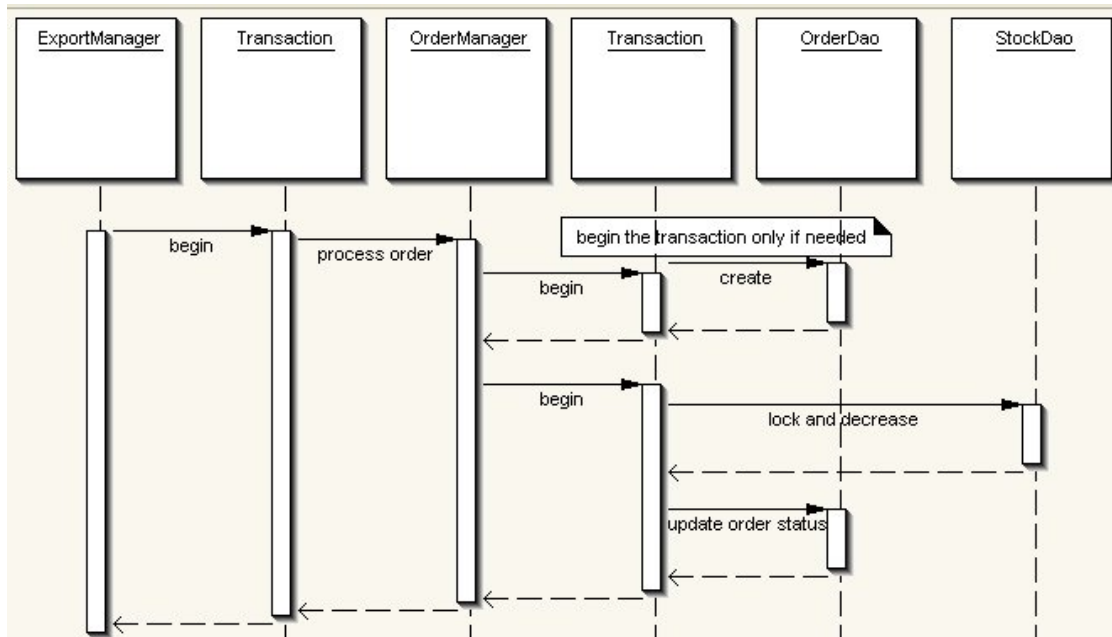 ExportManager
Transaction
OrderManager
Transaction
OrderDao
StockDao
begin the transaction only if needed
begin
process order
begin
create
begin
lock and decrease
update order status